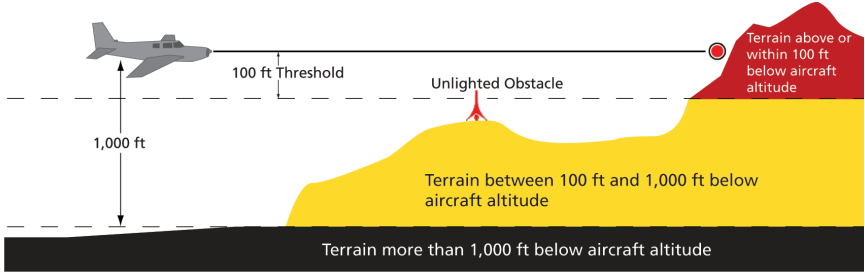 Terrain above or
within 100 ft
below aircraft
altitude
100 ft Threshold
Unlighted Obstacle
1,000 ft
Terrain between 100 ft and 1,000 ft below
aircraft altitude
Terrain more than 1,000 ft below aircraft altitude